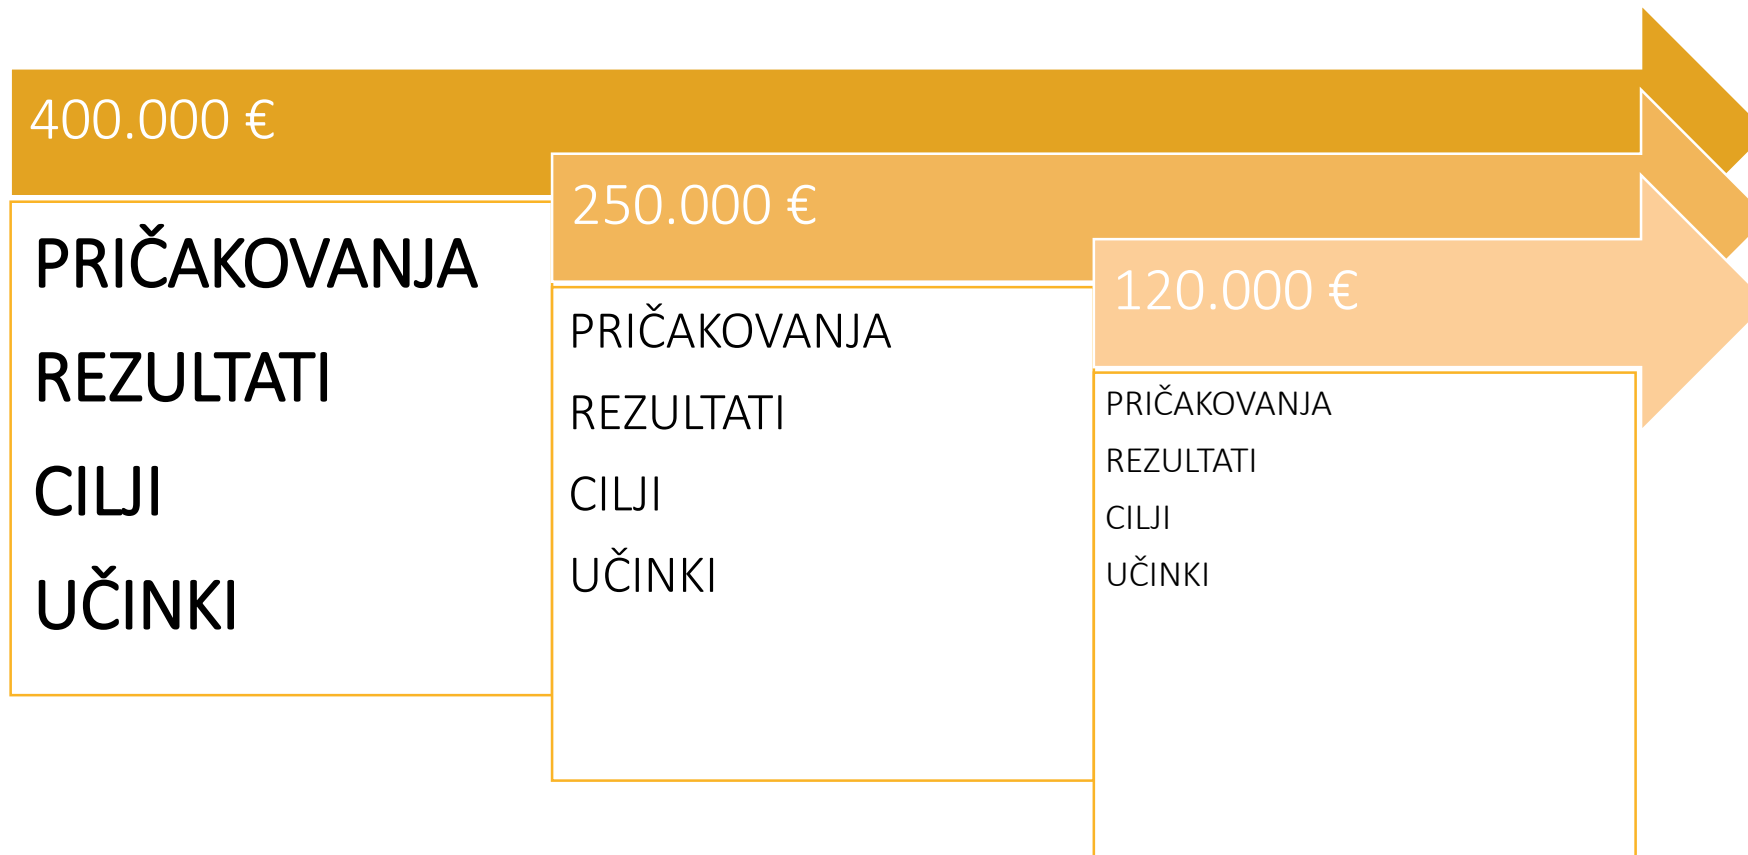 400.000 €
PRIČAKOVANJA
REZULTATI
CILJI
UČINKI
250.000 €
PRIČAKOVANJA
REZULTATI
CILJI
UČINKI
120.000 €
PRIČAKOVANJA
REZULTATI
CILJI
UČINKI